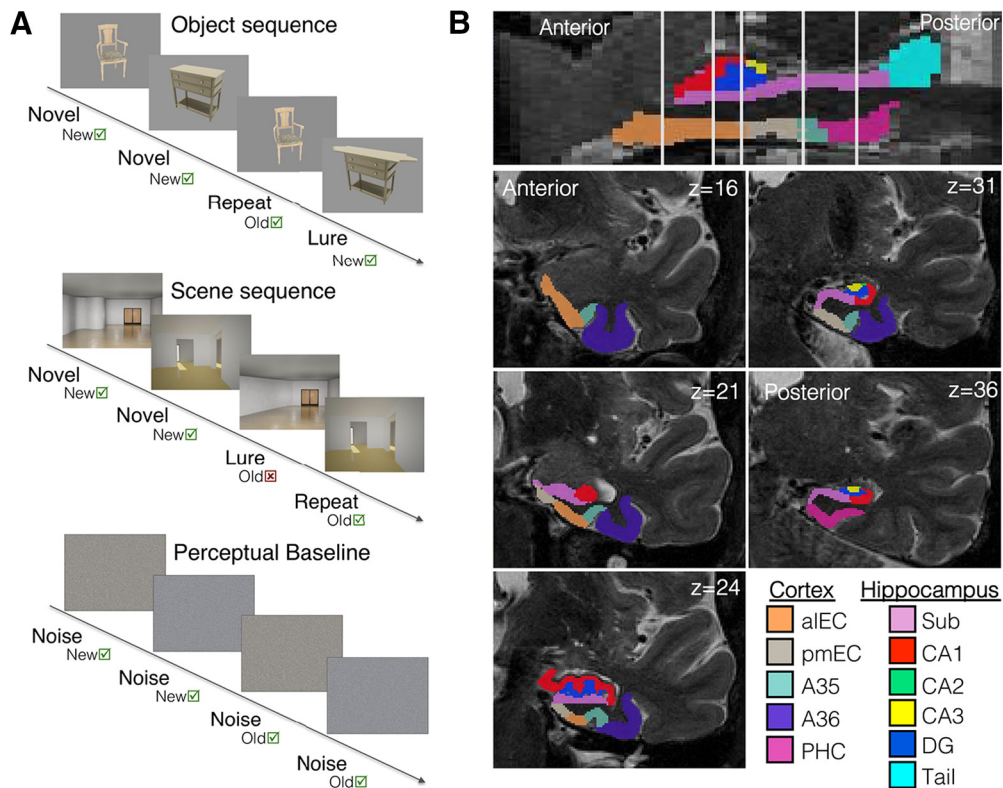 A
Object sequence
Novel
New
Novel
New
Repeat
Old
Lure
New
Scene sequence
Novel
New
Novel
New
Lure
Old
Repeat
Old
Perceptual Baseline
Noise
New
Noise
New
Noise
Old
Noise
Old
B
Anterior
Posterior
Anterior
z=16
z=31
z=21
Posterior
z=36
z=24
Cortex
alEC
pmEC
A35
A36
PHC
Hippocampus
Sub
CA1
CA2
CA3
DG
Tail